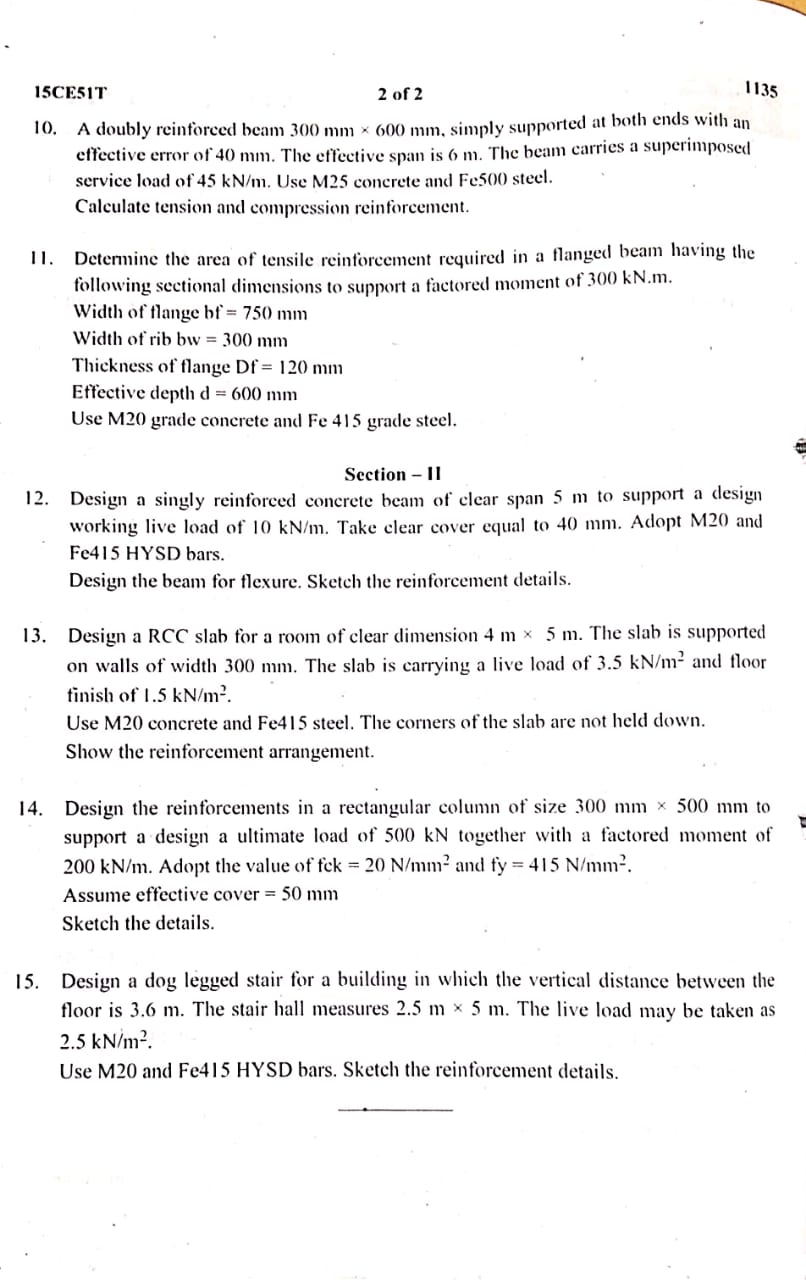 15CE51T 2 of 2 1135
10. A doubly reinforced beam 300 mm × 600 mm, simply supported at both ends with an
effective error of 40 mm. The effective span is 6 m. The beam carries a superimposed
service load of 45 kN/m. Use M25 concrete and Fe500 steel.
Calculate tension and compression reinforcement.
11. Determine the area of tensile reinforcement required in a flanged beam having the
following sectional dimensions to support a factored moment of 300 kN.m.
Width of flange bf = 750 mm
Width of rib bw = 300 mm
Thickness of flange Df = 120 mm
Effective depth d = 600 mm
Use M20 grade concrete and Fe 415 grade steel.
Section – II
12. Design a singly reinforced concrete beam of clear span 5 m to support a design
working live load of 10 kN/m. Take clear cover equal to 40 mm. Adopt M20 and
Fe415 HYSD bars.
Design the beam for flexure. Sketch the reinforcement details.
13. Design a RCC slab for a room of clear dimension 4 m × 5 m. The slab is supported
on walls of width 300 mm. The slab is carrying a live load of 3.5 kN/m² and floor
finish of 1.5 kN/m².
Use M20 concrete and Fe415 steel. The corners of the slab are not held down.
Show the reinforcement arrangement.
14. Design the reinforcements in a rectangular column of size 300 mm × 500 mm to
support a design a ultimate load of 500 kN together with a factored moment of
200 kN/m. Adopt the value of fck = 20 N/mm² and fy = 415 N/mm².
Assume effective cover = 50 mm
Sketch the details.
15. Design a dog legged stair for a building in which the vertical distance between the
floor is 3.6 m. The stair hall measures 2.5 m × 5 m. The live load may be taken as
2.5 kN/m².
Use M20 and Fe415 HYSD bars. Sketch the reinforcement details.